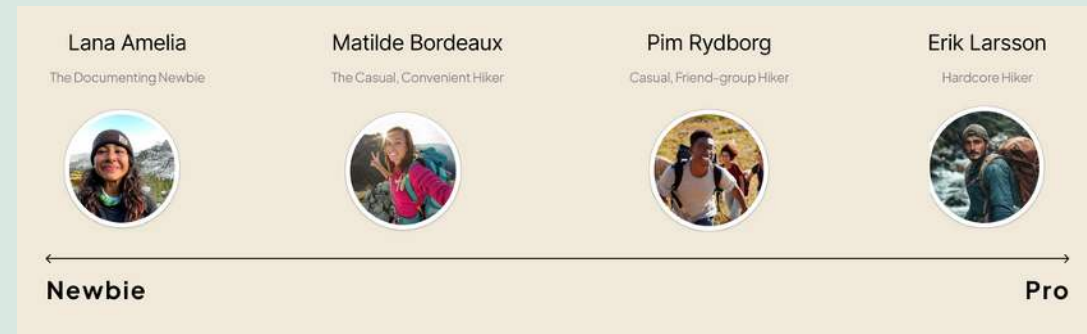 Lana Amelia
The Documenting Newbie
Matilde Bordeaux
The Casual, Convenient Hiker
Pim Rydborg
Casual, Friend-group Hiker
Erik Larsson
Hardcore Hiker
Newbie
Pro